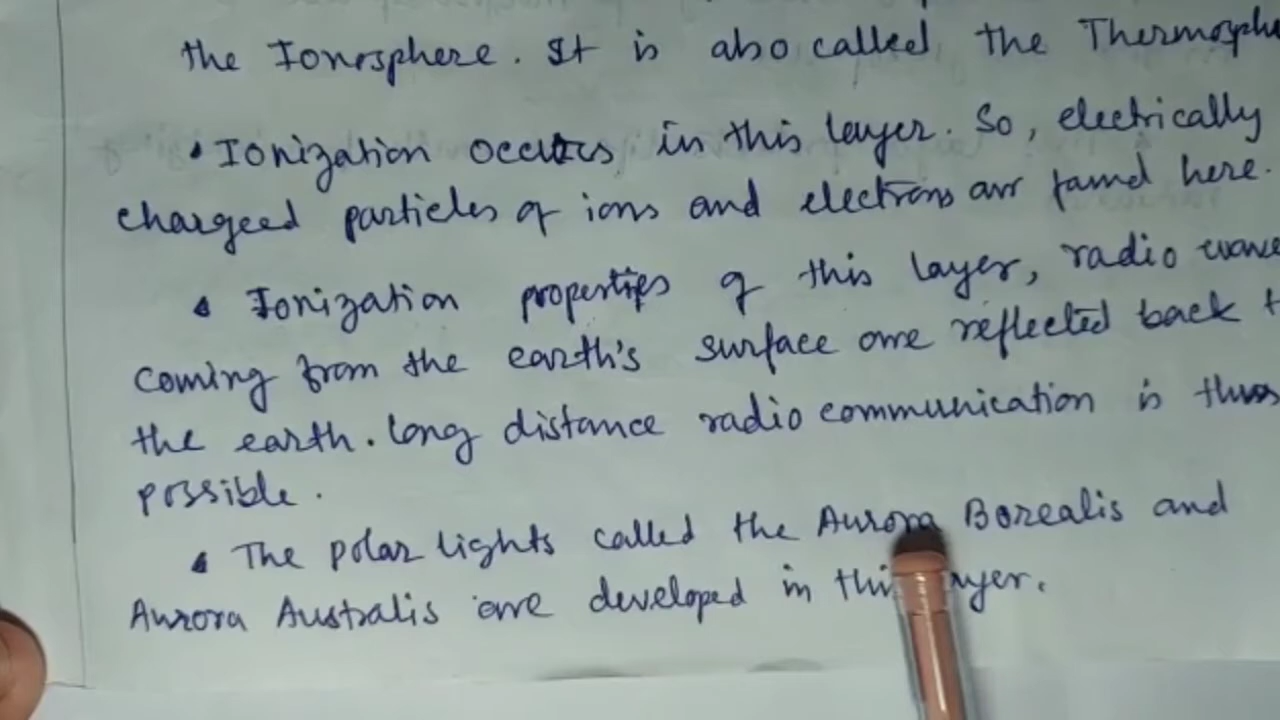 the Ionosphere. It is also called the Thermosphe
• Ionization occurs in this layer. So, electrically
chargeed particles of ions and electrons are found here.
• Ionization properties of this layer, radio wave
coming from the earth's surface are reflected back t
the earth. long distance radio communication is thus
possible.
• The polar lights called the Aurora Borealis and
Aurora Australis are developed in this layer.